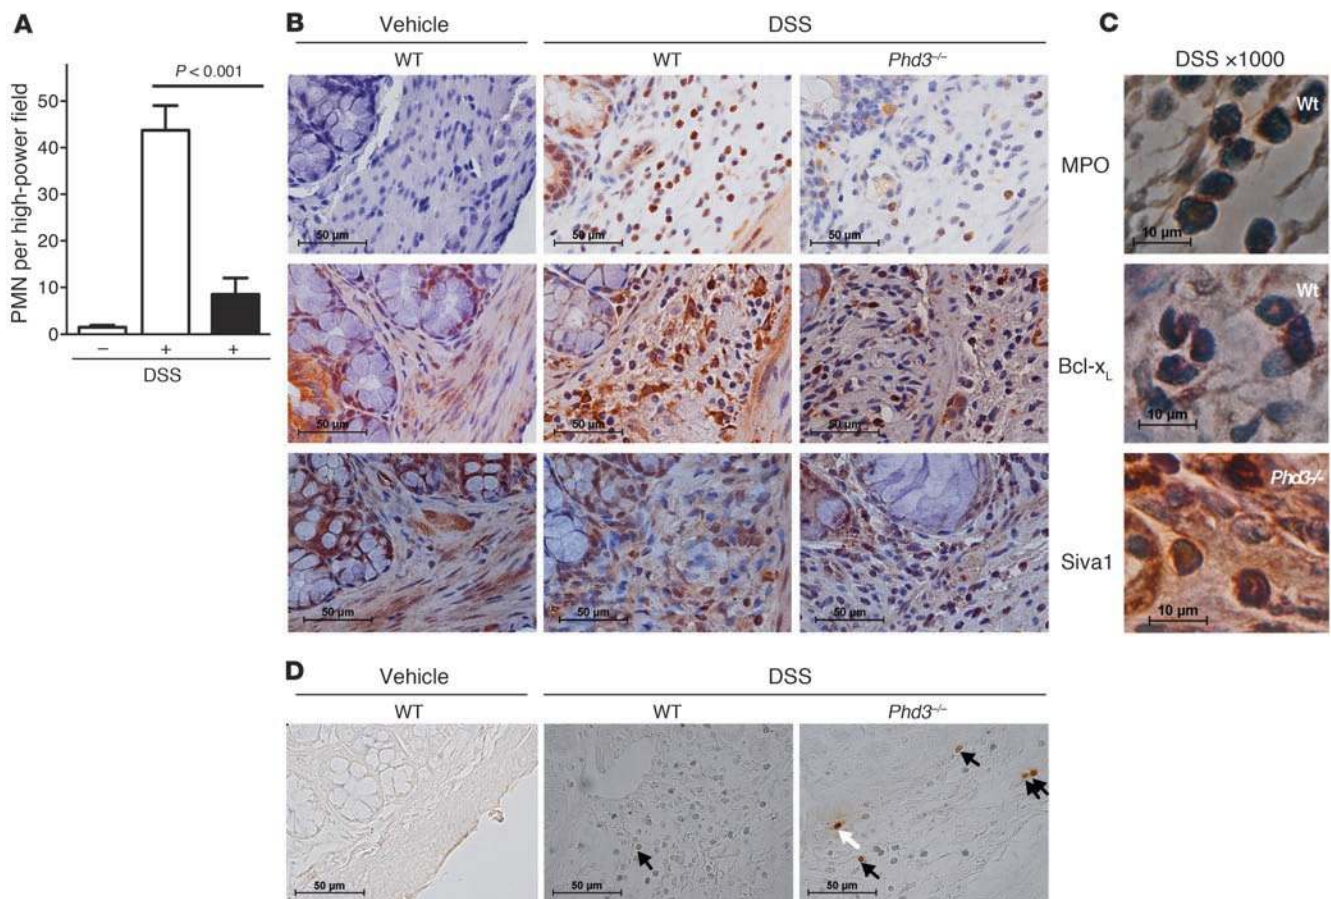 A
P < 0.001
PMN per high-power field
50
40
30
20
10
0
– + +
DSS
B
Vehicle DSS
WT WT Phd3–/–
50 µm 50 µm 50 µm
MPO
50 µm 50 µm 50 µm
Bcl-xL
50 µm 50 µm 50 µm
Siva1
C
DSS ×1000
Wt
10 µm
Wt
10 µm
Phd3-/-
10 µm
D
Vehicle DSS
WT WT Phd3–/–
50 µm 50 µm 50 µm